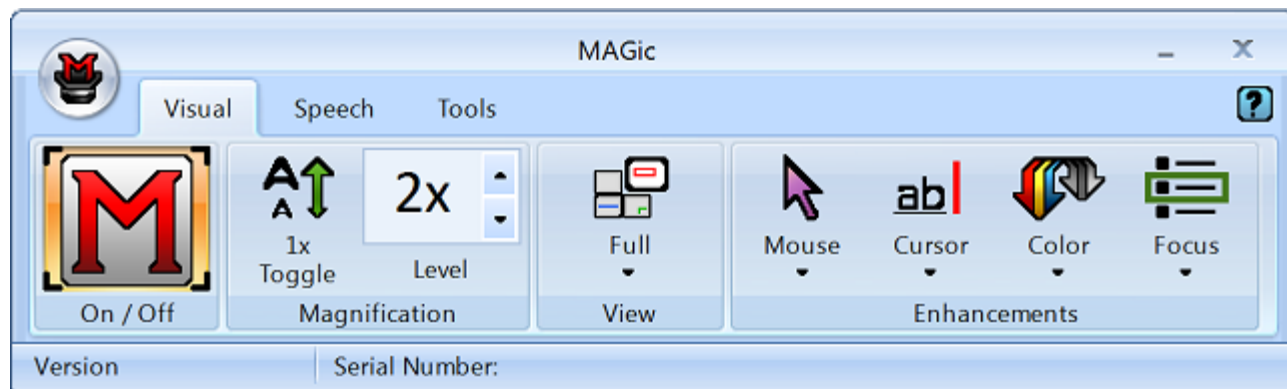 MAGic
Visual Speech Tools
2x
ab
1x
Toggle
Level
Full
Mouse Cursor Color Focus
On / Off Magnification View Enhancements
Version Serial Number: